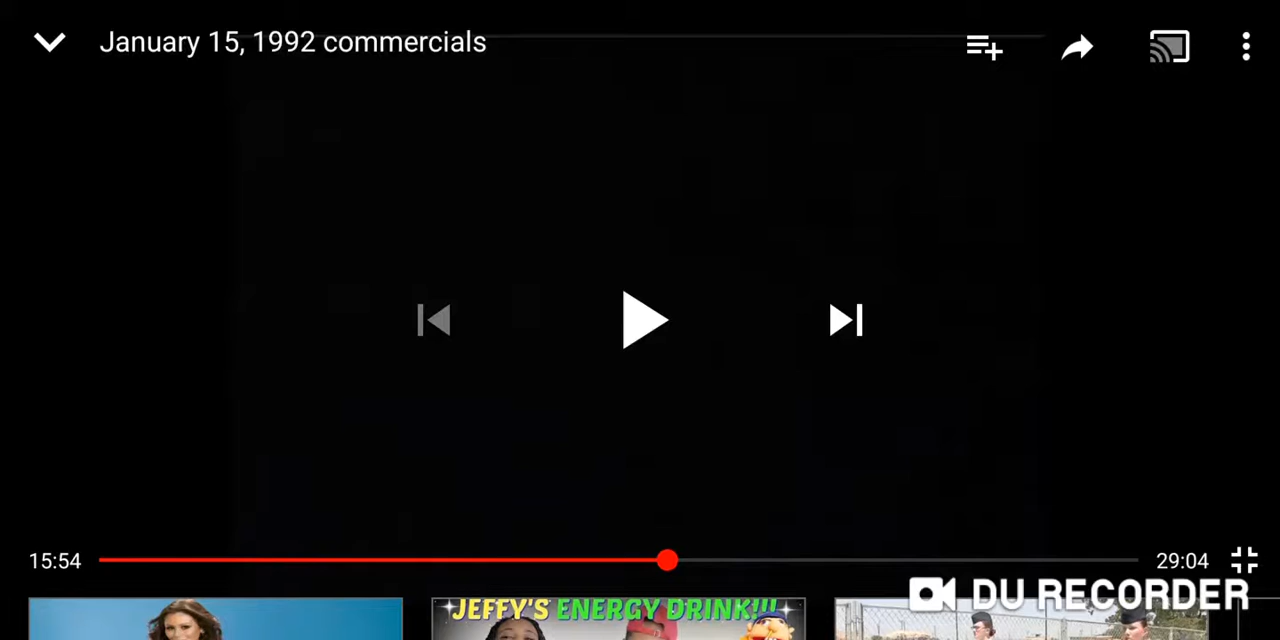 January 15, 1992 commercials
15:54
29:04
DU RECORDER
JEFFY'S ENERGY DRINK!!!